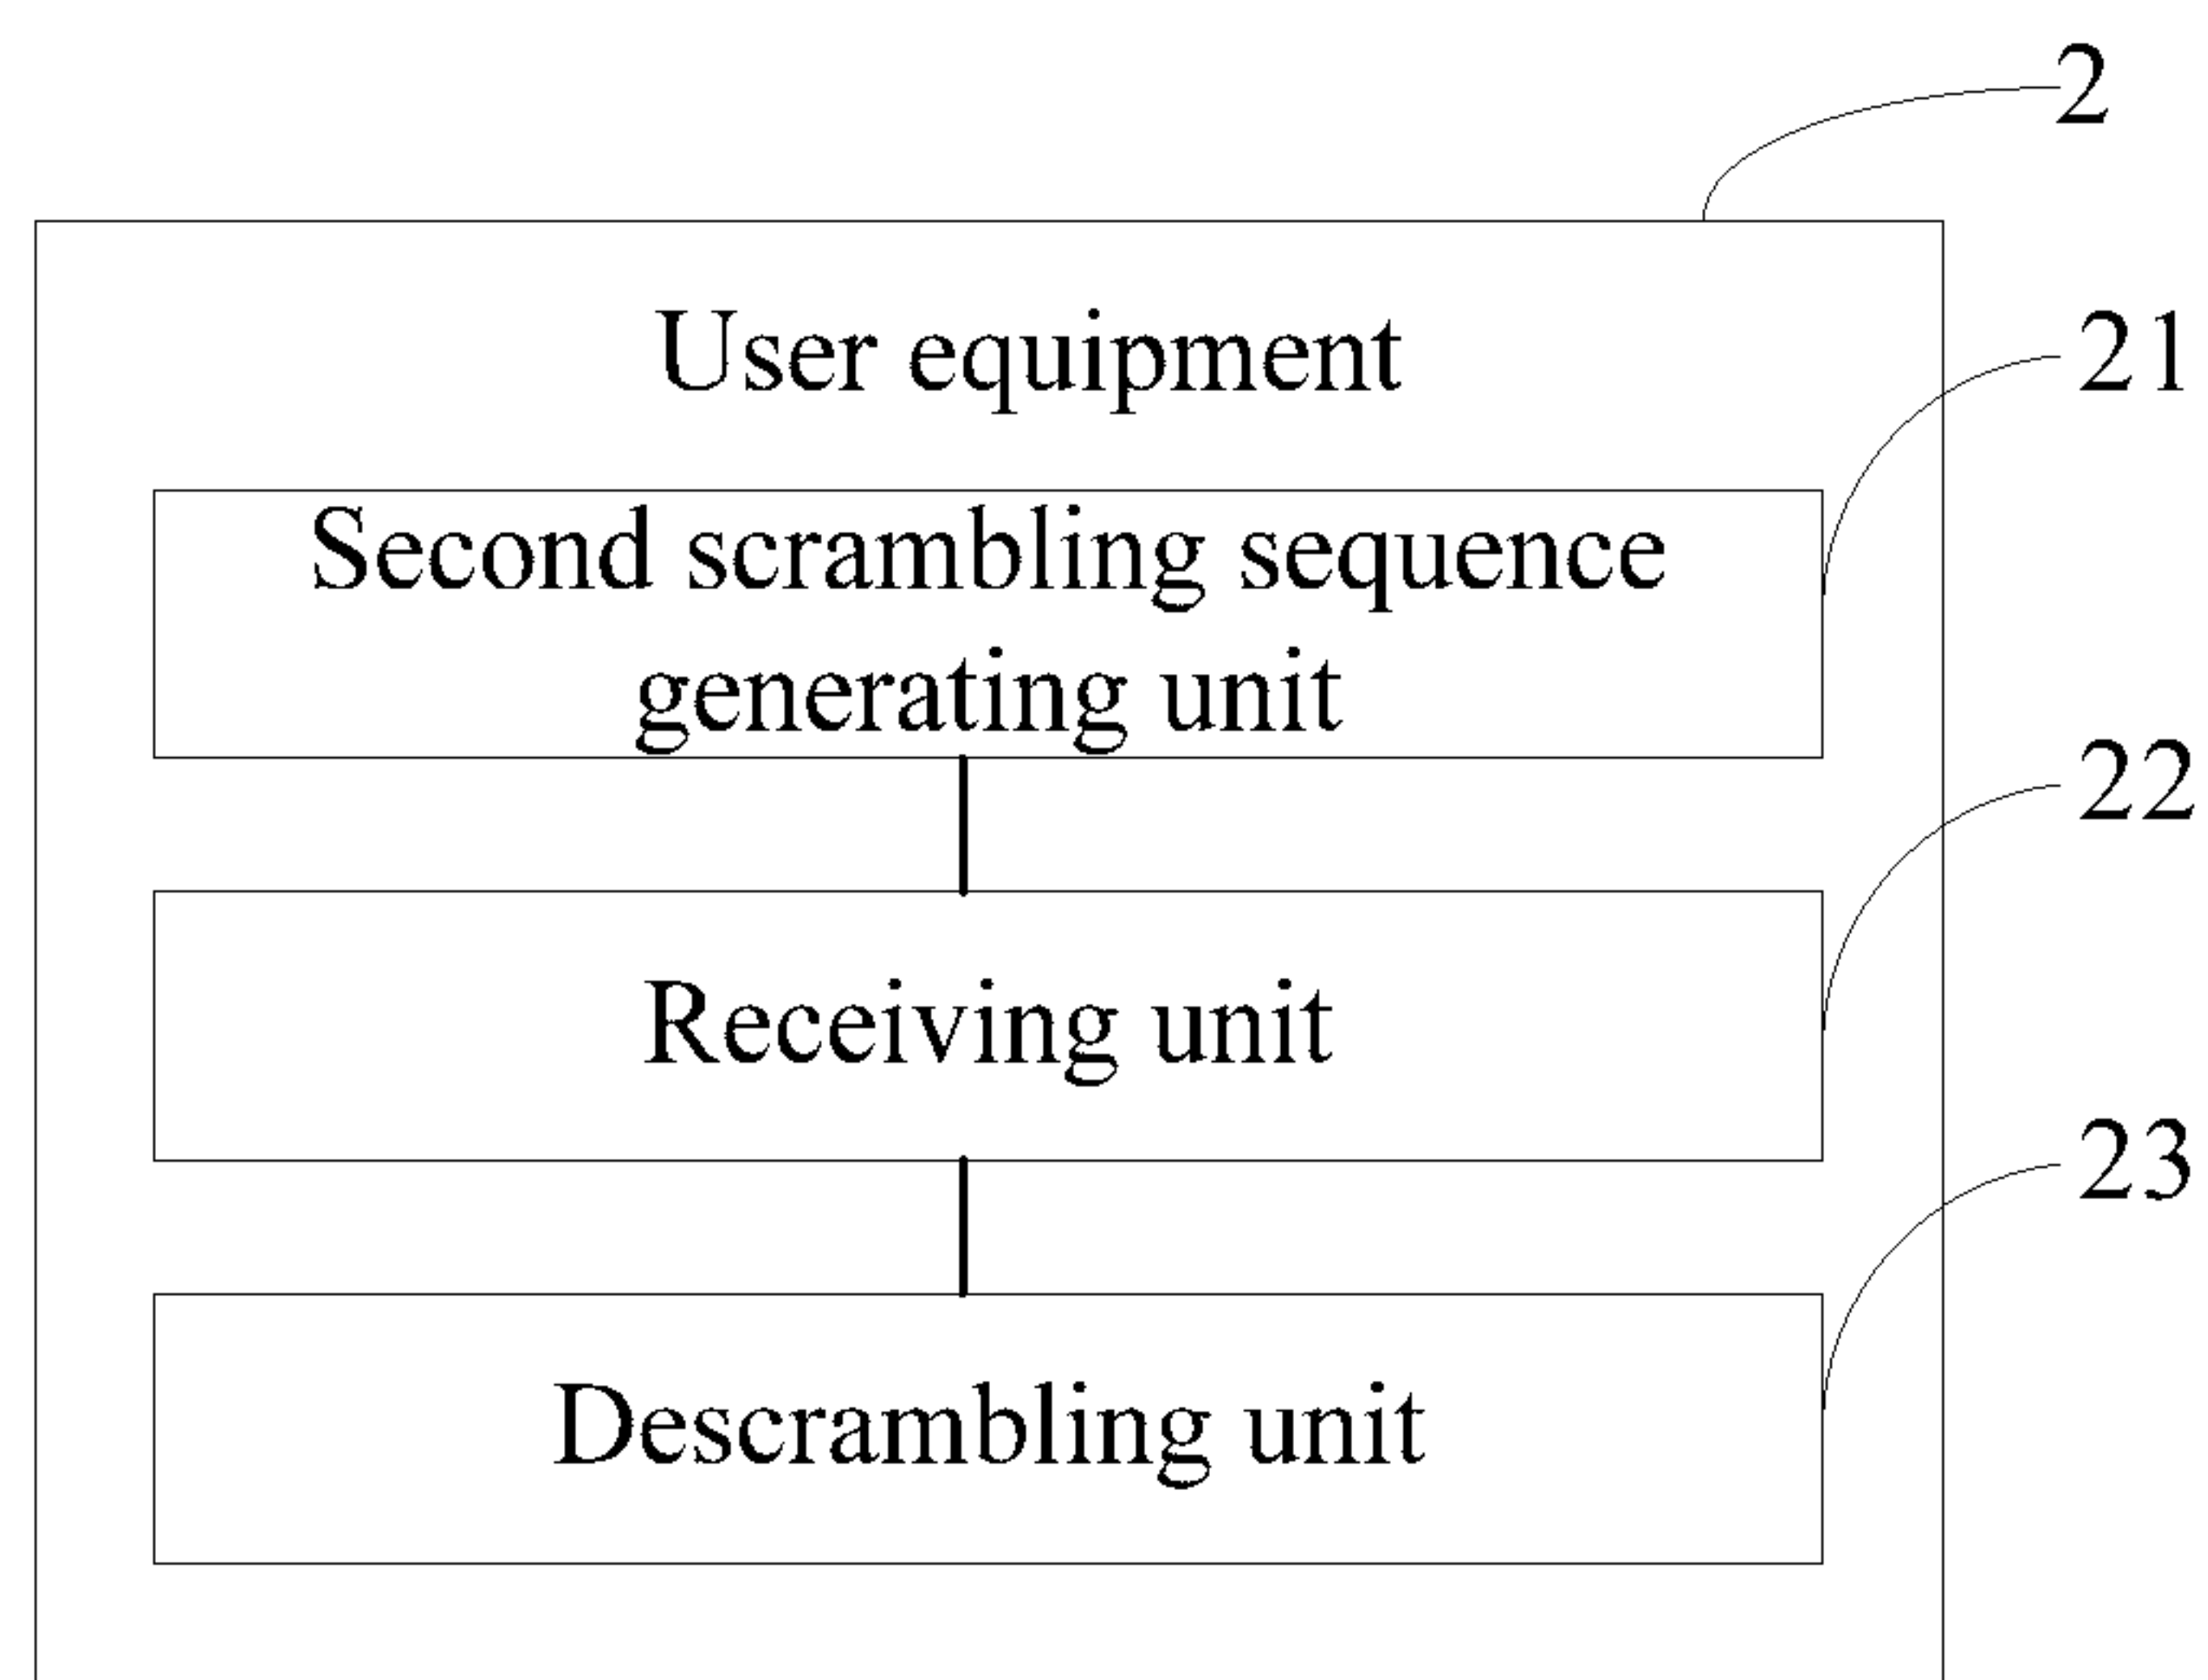 2
User equipment
21
Second scrambling sequence
generating unit
22
Receiving unit
23
Descrambling unit